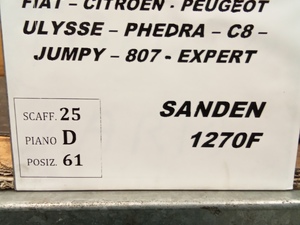 FIAT – CITROEN - PEUGEOT
ULYSSE – PHEDRA – C8 –
JUMPY – 807 - EXPERT
SANDEN
1270F
SCAFF. 25
PIANO D
POSIZ. 61